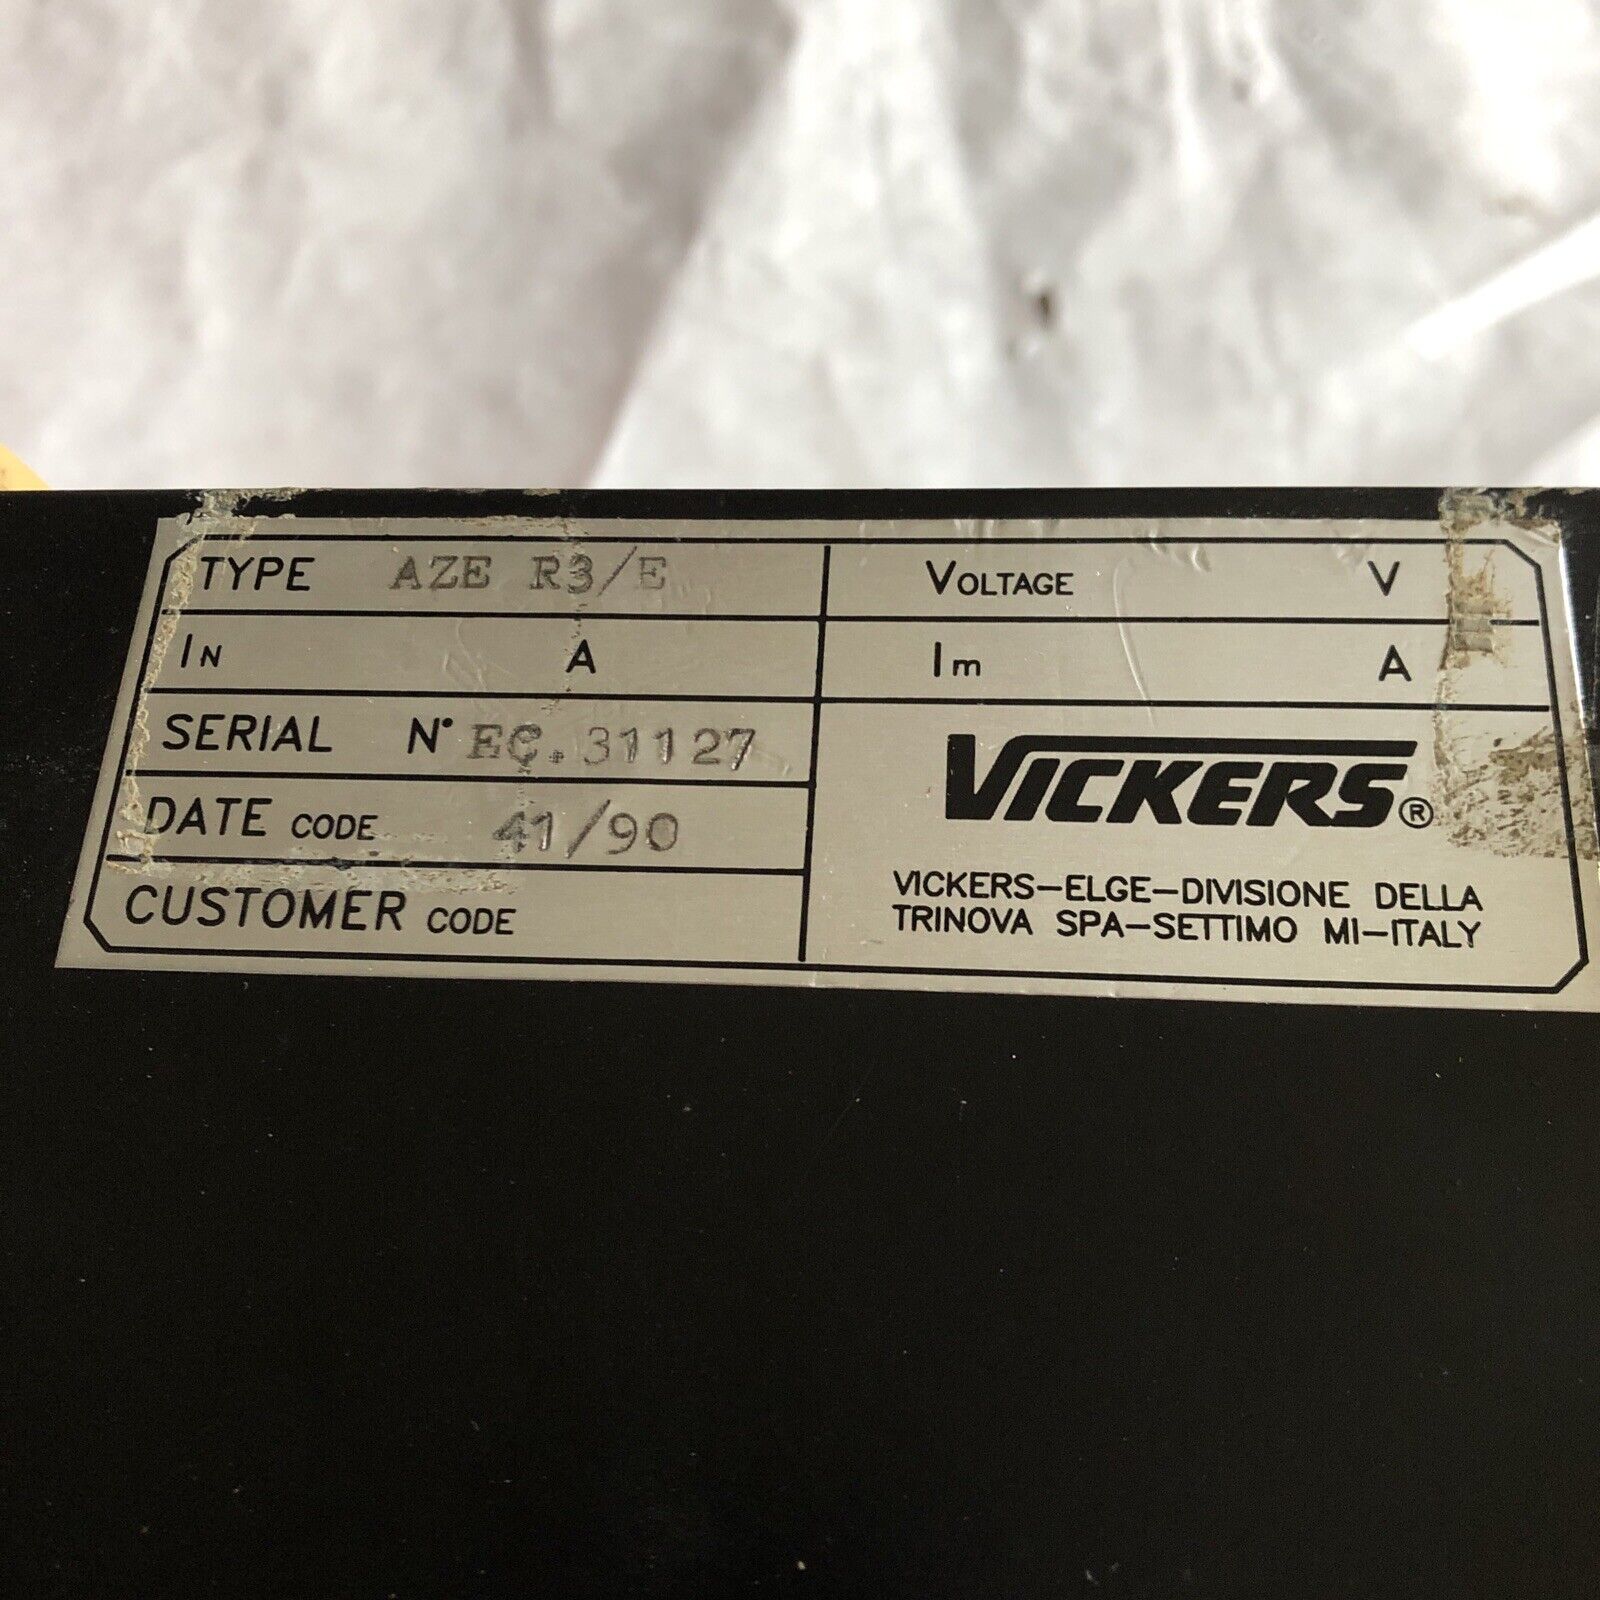 TYPE AZE R3/E
VOLTAGE V
IN A
Im A
SERIAL N° EC.31127
DATE CODE 41/90
CUSTOMER CODE
VICKERS®
VICKERS-ELGE-DIVISIONE DELLA
TRINOVA SPA-SETTIMO MI-ITALY